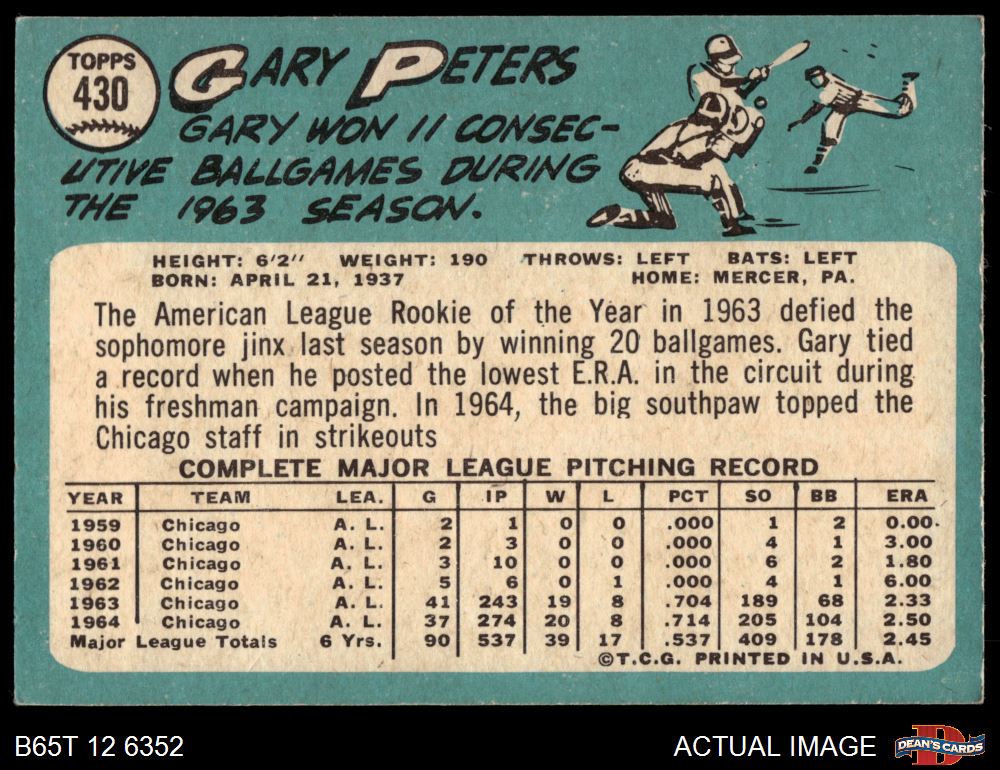 TOPPS
430
GARY PETERS
GARY WON 11 CONSEC-
UTIVE BALLGAMES DURING
THE 1963 SEASON.
HEIGHT: 6'2" WEIGHT: 190 THROWS: LEFT BATS: LEFT
BORN: APRIL 21, 1937 HOME: MERCER, PA.
The American League Rookie of the Year in 1963 defied the
sophomore jinx last season by winning 20 ballgames. Gary tied
a record when he posted the lowest E.R.A. in the circuit during
his freshman campaign. In 1964, the big southpaw topped the
Chicago staff in strikeouts
COMPLETE MAJOR LEAGUE PITCHING RECORD
YEAR TEAM LEA. G IP W L PCT SO BB ERA
1959 Chicago A. L. 2 1 0 0 .000 1 2 0.00
1960 Chicago A. L. 2 3 0 0 .000 4 1 3.00
1961 Chicago A. L. 3 10 0 0 .000 6 2 1.80
1962 Chicago A. L. 5 6 0 1 .000 4 1 6.00
1963 Chicago A. L. 41 243 19 8 .704 189 68 2.33
1964 Chicago A. L. 37 274 20 8 .714 205 104 2.50
Major League Totals 6 Yrs. 90 537 39 17 .537 409 178 2.45
©T.C.G. PRINTED IN U.S.A.
B65T 12 6352 ACTUAL IMAGE
D
DEAN'S CARDS